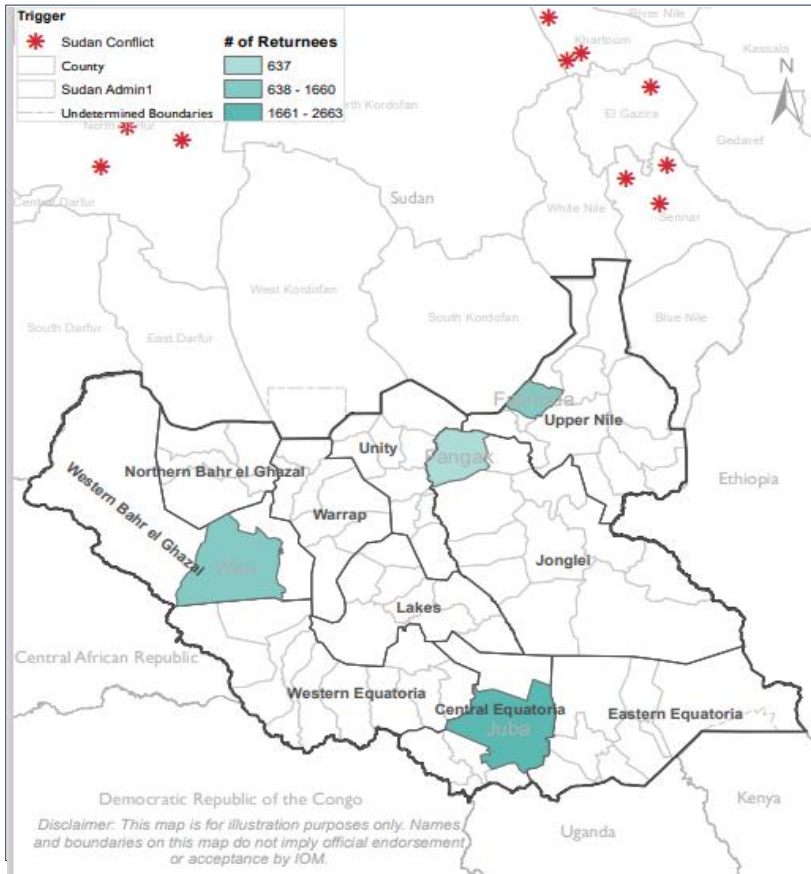 Trigger
Sudan Conflict
County
Sudan Admin1
Undetermined Boundaries
# of Returnees
637
638 - 1660
1661 - 2663
River Nile
Khartoum
Kassala
N
North Kordofan
North Darfur
El Gazira
Gedaref
Central Darfur
Sudan
White Nile
Sennar
West Kordofan
South Kordofan
Blue Nile
South Darfur
East Darfur
Upper Nile
Unity
Fangak
Northern Bahr el Ghazal
Western Bahr el Ghazal
Ethiopia
Warrap
Wau
Jonglei
Lakes
Central African Republic
Western Equatoria
Central Equatoria
Juba
Eastern Equatoria
Democratic Republic of the Congo
Kenya
Uganda
Disclaimer: This map is for illustration purposes only. Names
and boundaries on this map do not imply official endorsement
or acceptance by IOM.